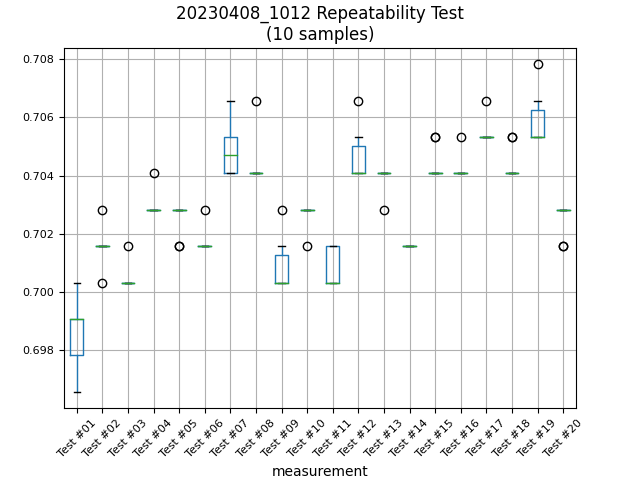 20230408_1012 Repeatability Test
(10 samples)
0.708
0.706
0.704
0.702
0.700
0.698
Test #01
Test #02
Test #03
Test #04
Test #05
Test #06
Test #07
Test #08
Test #09
Test #10
Test #11
Test #12
Test #13
Test #14
Test #15
Test #16
Test #17
Test #18
Test #19
Test #20
measurement